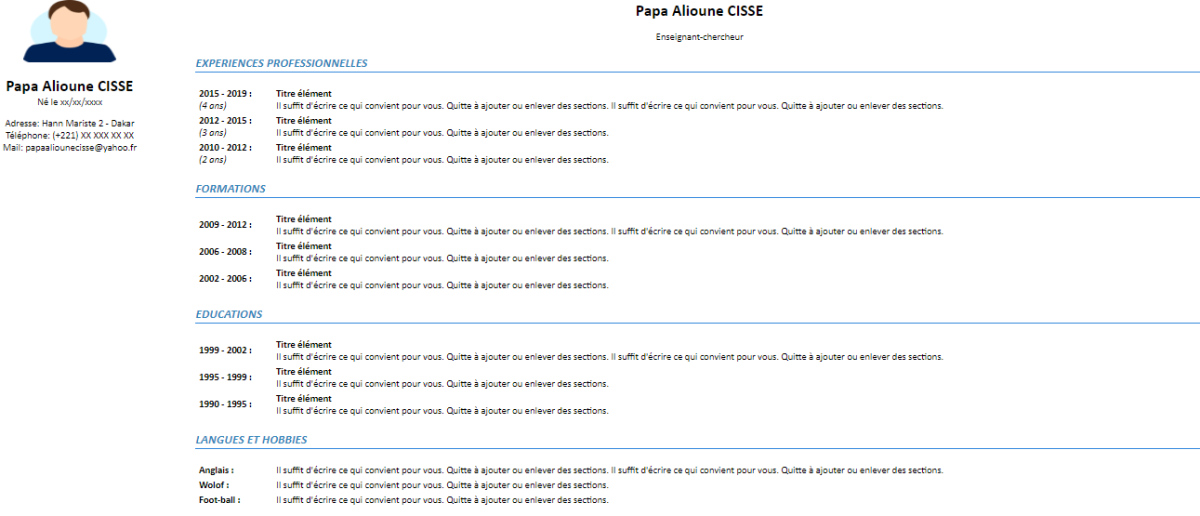 Papa Alioune CISSE
Né le xx/xx/xxxx
Adresse: Hann Mariste 2 - Dakar
Téléphone: (+221) XX XXX XX XX
Mail: papaaliounecisse@yahoo.fr
Papa Alioune CISSE
Enseignant-chercheur
EXPERIENCES PROFESSIONNELLES
2015 - 2019 : Titre élément
(4 ans) Il suffit d'écrire ce qui convient pour vous. Quitte à ajouter ou enlever des sections. Il suffit d'écrire ce qui convient pour vous. Quitte à ajouter ou enlever des sections.
2012 - 2015 : Titre élément
(3 ans) Il suffit d'écrire ce qui convient pour vous. Quitte à ajouter ou enlever des sections.
2010 - 2012 : Titre élément
(2 ans) Il suffit d'écrire ce qui convient pour vous. Quitte à ajouter ou enlever des sections.
FORMATIONS
2009 - 2012 : Titre élément
Il suffit d'écrire ce qui convient pour vous. Quitte à ajouter ou enlever des sections. Il suffit d'écrire ce qui convient pour vous. Quitte à ajouter ou enlever des sections.
2006 - 2008 : Titre élément
Il suffit d'écrire ce qui convient pour vous. Quitte à ajouter ou enlever des sections.
2002 - 2006 : Titre élément
Il suffit d'écrire ce qui convient pour vous. Quitte à ajouter ou enlever des sections.
EDUCATIONS
1999 - 2002 : Titre élément
Il suffit d'écrire ce qui convient pour vous. Quitte à ajouter ou enlever des sections. Il suffit d'écrire ce qui convient pour vous. Quitte à ajouter ou enlever des sections.
1995 - 1999 : Titre élément
Il suffit d'écrire ce qui convient pour vous. Quitte à ajouter ou enlever des sections.
1990 - 1995 : Titre élément
Il suffit d'écrire ce qui convient pour vous. Quitte à ajouter ou enlever des sections.
LANGUES ET HOBBIES
Anglais : Il suffit d'écrire ce qui convient pour vous. Quitte à ajouter ou enlever des sections. Il suffit d'écrire ce qui convient pour vous. Quitte à ajouter ou enlever des sections.
Wolof : Il suffit d'écrire ce qui convient pour vous. Quitte à ajouter ou enlever des sections.
Foot-ball : Il suffit d'écrire ce qui convient pour vous. Quitte à ajouter ou enlever des sections.